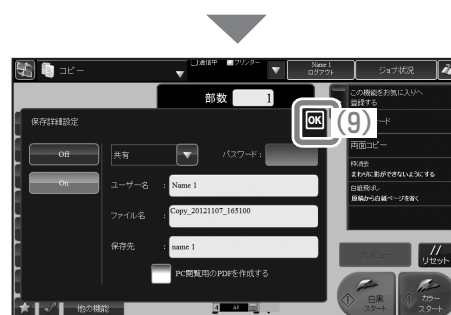 コピー
通信中 プリンター
Name 1
ログアウト
ジョブ状況
部数 1
この機能をお気に入りへ
登録する
保存詳細設定
OK
(9)
ード
Off
共有
パスワード :
両面コピー
On
ユーザー名 : Name 1
枠消去
まわりに影ができないようにする
白紙飛ばし
原稿から白紙ページを省く
ファイル名 : Copy_20121107_165100
保存先 : name 1
PC閲覧用のPDFを作成する
プレビュー
リセット
他の機能
A3
白黒
スタート
カラー
スタート